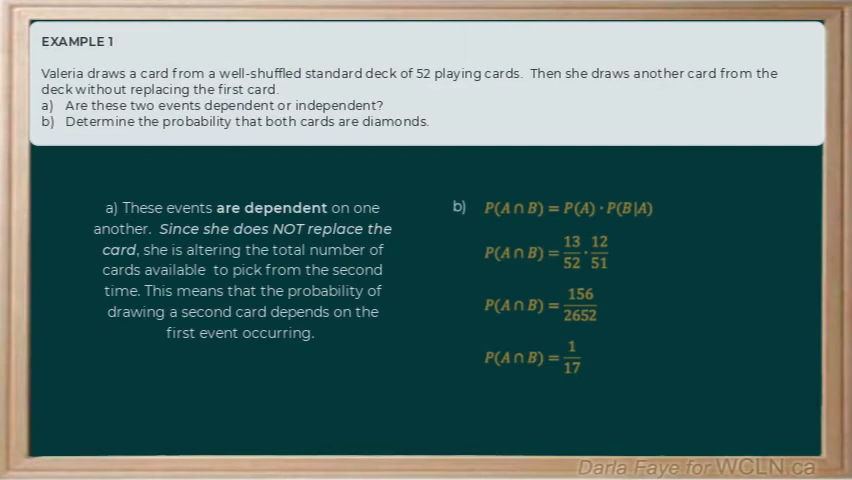 EXAMPLE 1
Valeria draws a card from a well-shuffled standard deck of 52 playing cards. Then she draws another card from the
deck without replacing the first card.
a) Are these two events dependent or independent?
b) Determine the probability that both cards are diamonds.
a) These events are dependent on one
another. Since she does NOT replace the
card, she is altering the total number of
cards available to pick from the second
time. This means that the probability of
drawing a second card depends on the
first event occurring.
b) P(A ∩ B) = P(A) · P(B|A)
P(A ∩ B) = 13/52 · 12/51
P(A ∩ B) = 156/2652
P(A ∩ B) = 1/17
Darla Faye for WCLN.ca